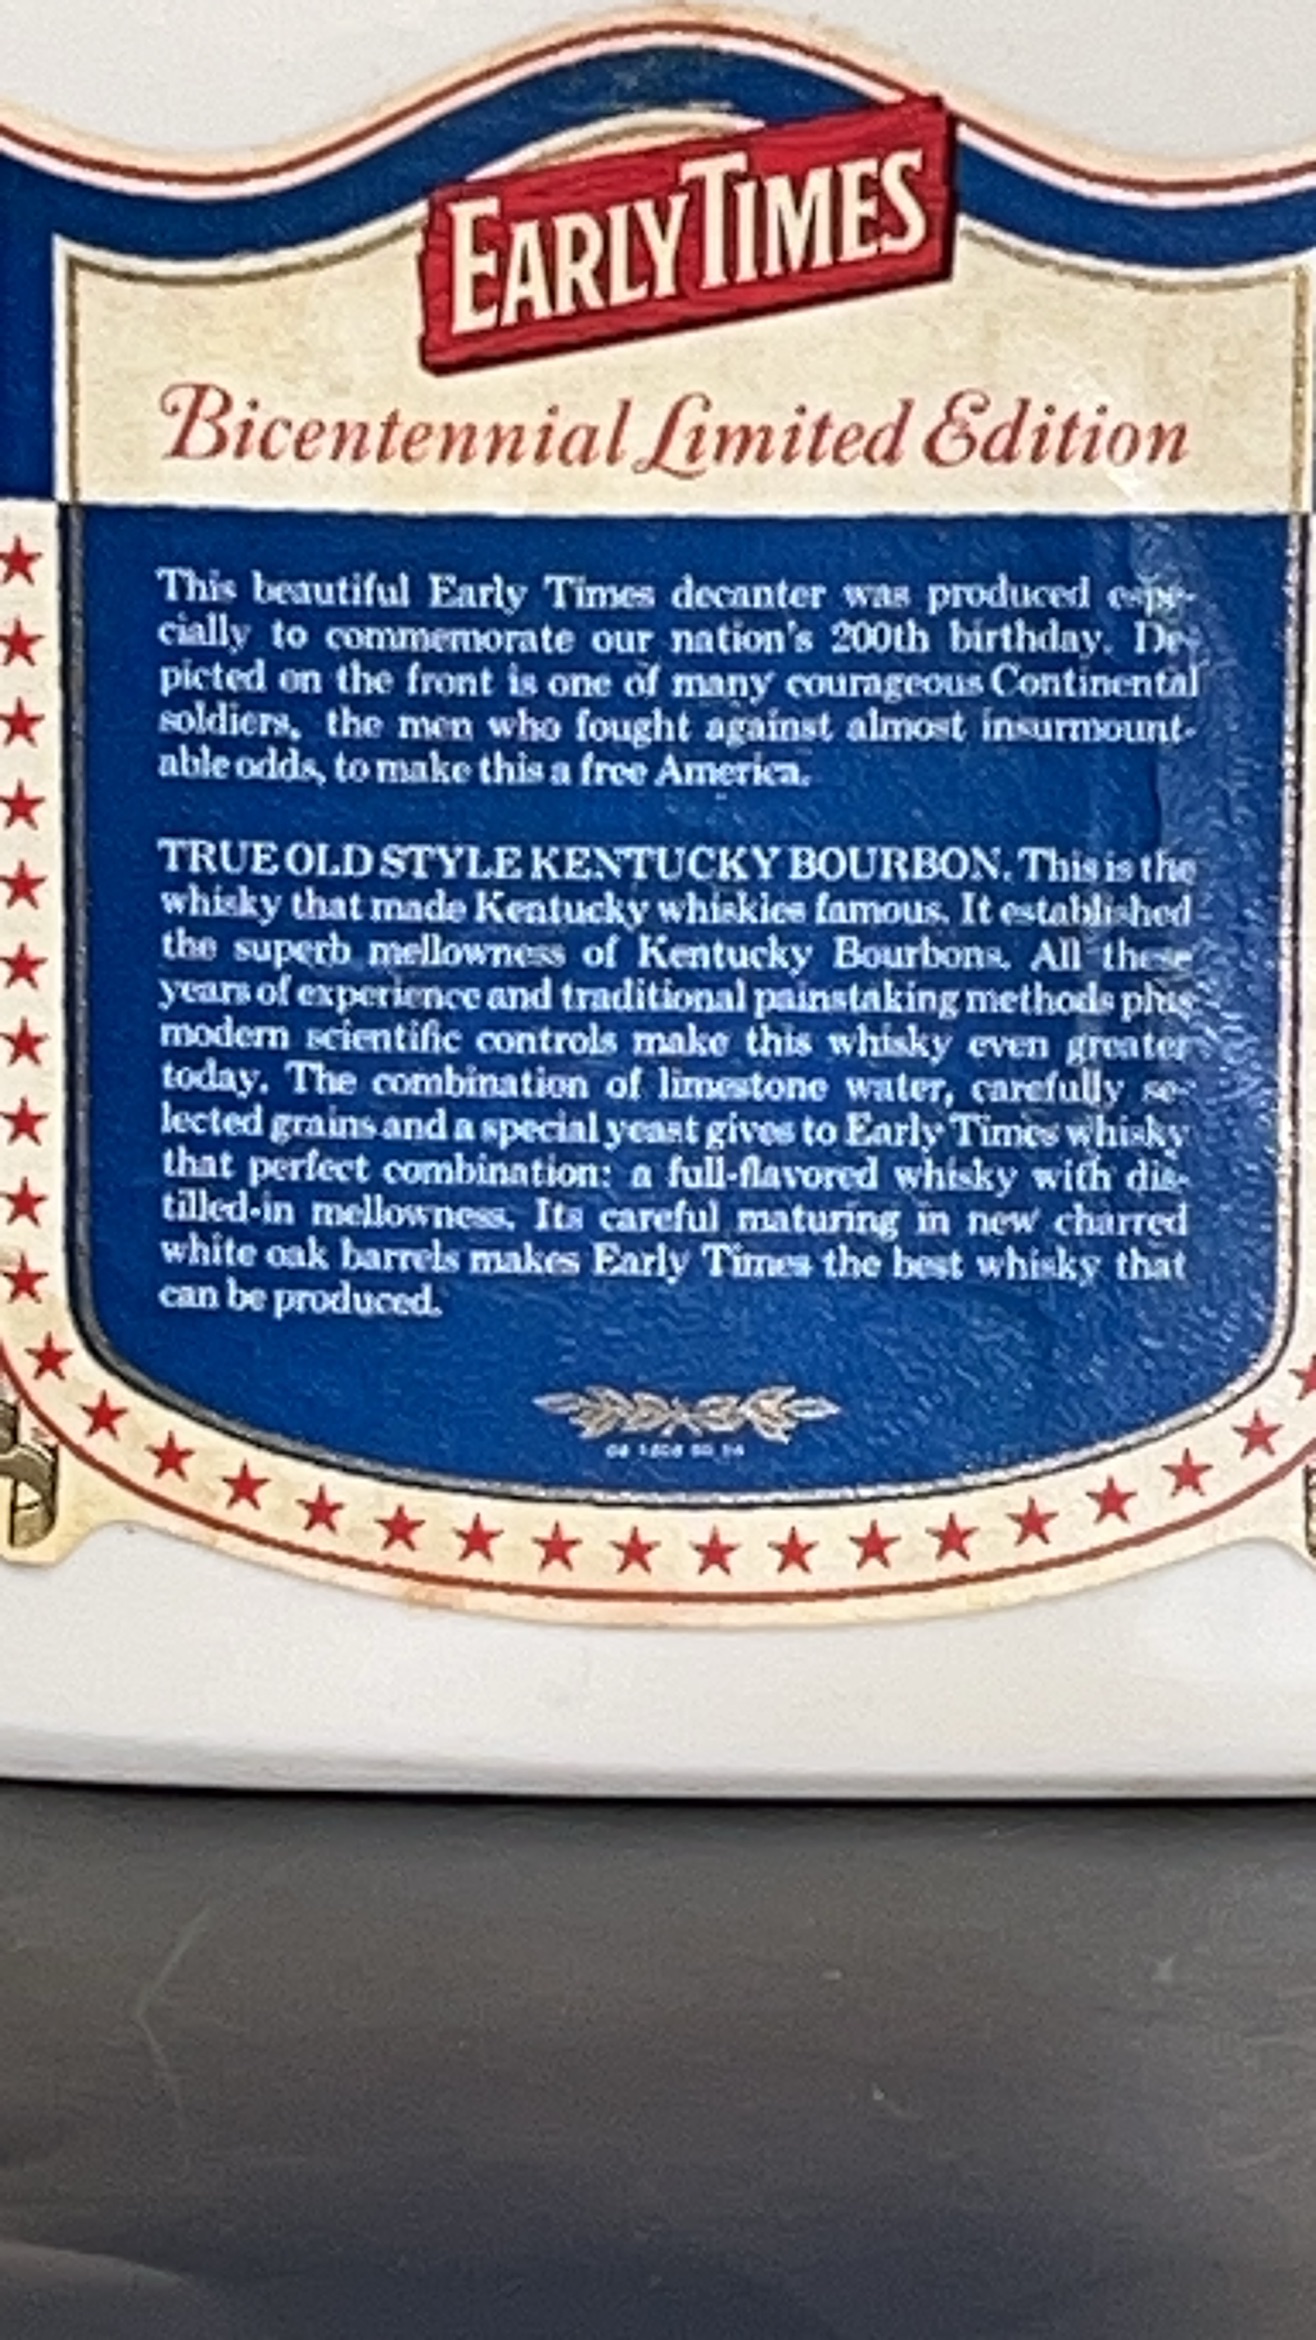 EARLY TIMES
Bicentennial Limited Edition
This beautiful Early Times decanter was produced espe-
cially to commemorate our nation's 200th birthday. De-
picted on the front is one of many courageous Continental
soldiers, the men who fought against almost insurmount-
able odds, to make this a free America.
TRUE OLD STYLE KENTUCKY BOURBON. This is the
whisky that made Kentucky whiskies famous. It established
the superb mellowness of Kentucky Bourbons. All these
years of experience and traditional painstaking methods plus
modern scientific controls make this whisky even greater
today. The combination of limestone water, carefully se-
lected grains and a special yeast gives to Early Times whisky
that perfect combination: a full-flavored whisky with dis-
tilled-in mellowness. Its careful maturing in new charred
white oak barrels makes Early Times the best whisky that
can be produced.